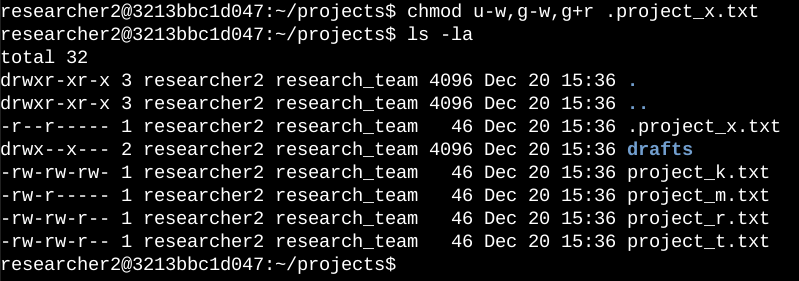 researcher2@3213bbc1d047:~/projects$ chmod u-w,g-w,g+r .project_x.txt
researcher2@3213bbc1d047:~/projects$ ls -la
total 32
drwxr-xr-x 3 researcher2 research_team 4096 Dec 20 15:36 .
drwxr-xr-x 3 researcher2 research_team 4096 Dec 20 15:36 ..
-r--r----- 1 researcher2 research_team   46 Dec 20 15:36 .project_x.txt
drwx--x--- 2 researcher2 research_team 4096 Dec 20 15:36 drafts
-rw-rw-rw- 1 researcher2 research_team   46 Dec 20 15:36 project_k.txt
-rw-r----- 1 researcher2 research_team   46 Dec 20 15:36 project_m.txt
-rw-rw-r-- 1 researcher2 research_team   46 Dec 20 15:36 project_r.txt
-rw-rw-r-- 1 researcher2 research_team   46 Dec 20 15:36 project_t.txt
researcher2@3213bbc1d047:~/projects$